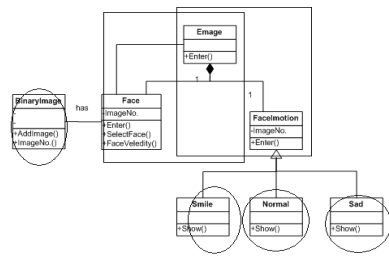 Emage
+Enter()
1
1
BinaryImage
-
-
+AddImage()
+ImageNo.()
has
Face
-ImageNo.
+Enter()
+SelectFace()
+FaceVeledity()
FaceImotion
-ImageNo.
+Enter()
Smile
+Show()
Normal
+Show()
Sad
+Show()